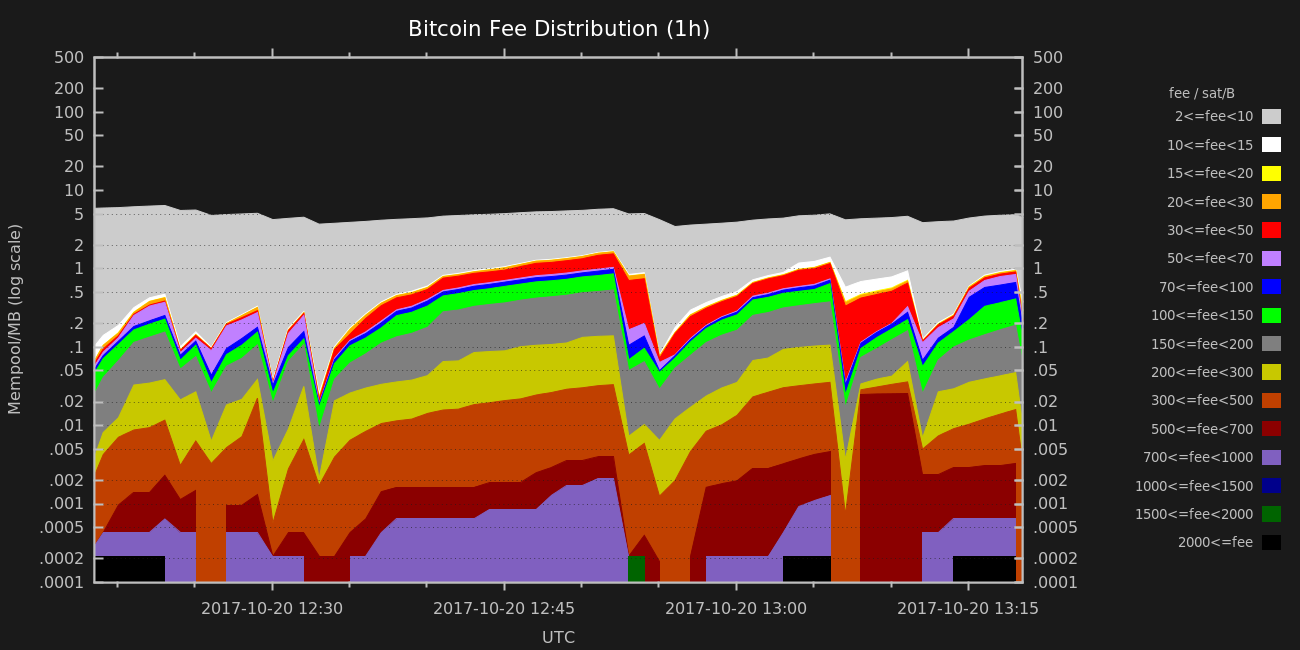 Bitcoin Fee Distribution (1h)
Mempool/MB (log scale)
500
200
100
50
20
10
5
2
1
.5
.2
.1
.05
.02
.01
.005
.002
.001
.0005
.0002
.0001
500
200
100
50
20
10
5
2
1
.5
.2
.1
.05
.02
.01
.005
.002
.001
.0005
.0002
.0001
2017-10-20 12:30
2017-10-20 12:45
2017-10-20 13:00
2017-10-20 13:15
UTC
fee / sat/B
2<=fee<10
10<=fee<15
15<=fee<20
20<=fee<30
30<=fee<50
50<=fee<70
70<=fee<100
100<=fee<150
150<=fee<200
200<=fee<300
300<=fee<500
500<=fee<700
700<=fee<1000
1000<=fee<1500
1500<=fee<2000
2000<=fee